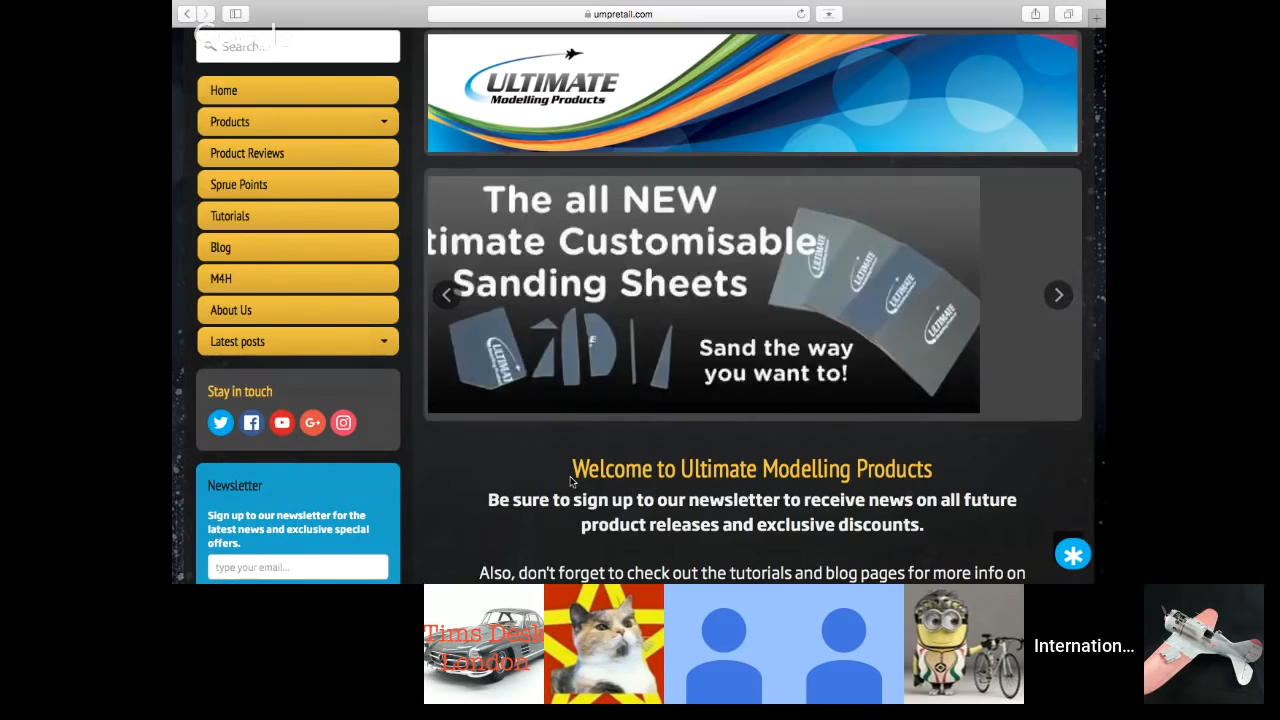 umpretail.com
Search...
Home
Products
Product Reviews
Sprue Points
Tutorials
Blog
M4H
About Us
Latest posts
Stay in touch
Newsletter
Sign up to our newsletter for the
latest news and exclusive special
offers.
type your email...
ULTIMATE
Modelling Products
The all NEW
timate Customisable
Sanding Sheets
ULTIMATE
ULTIMATE
ULTIMATE
ULTIMATE
ULTIMATE
Sand the way
you want to!
Welcome to Ultimate Modelling Products
Be sure to sign up to our newsletter to receive news on all future
product releases and exclusive discounts.
Also, don't forget to check out the tutorials and blog pages for more info on
Tims Desk
London
Internation...